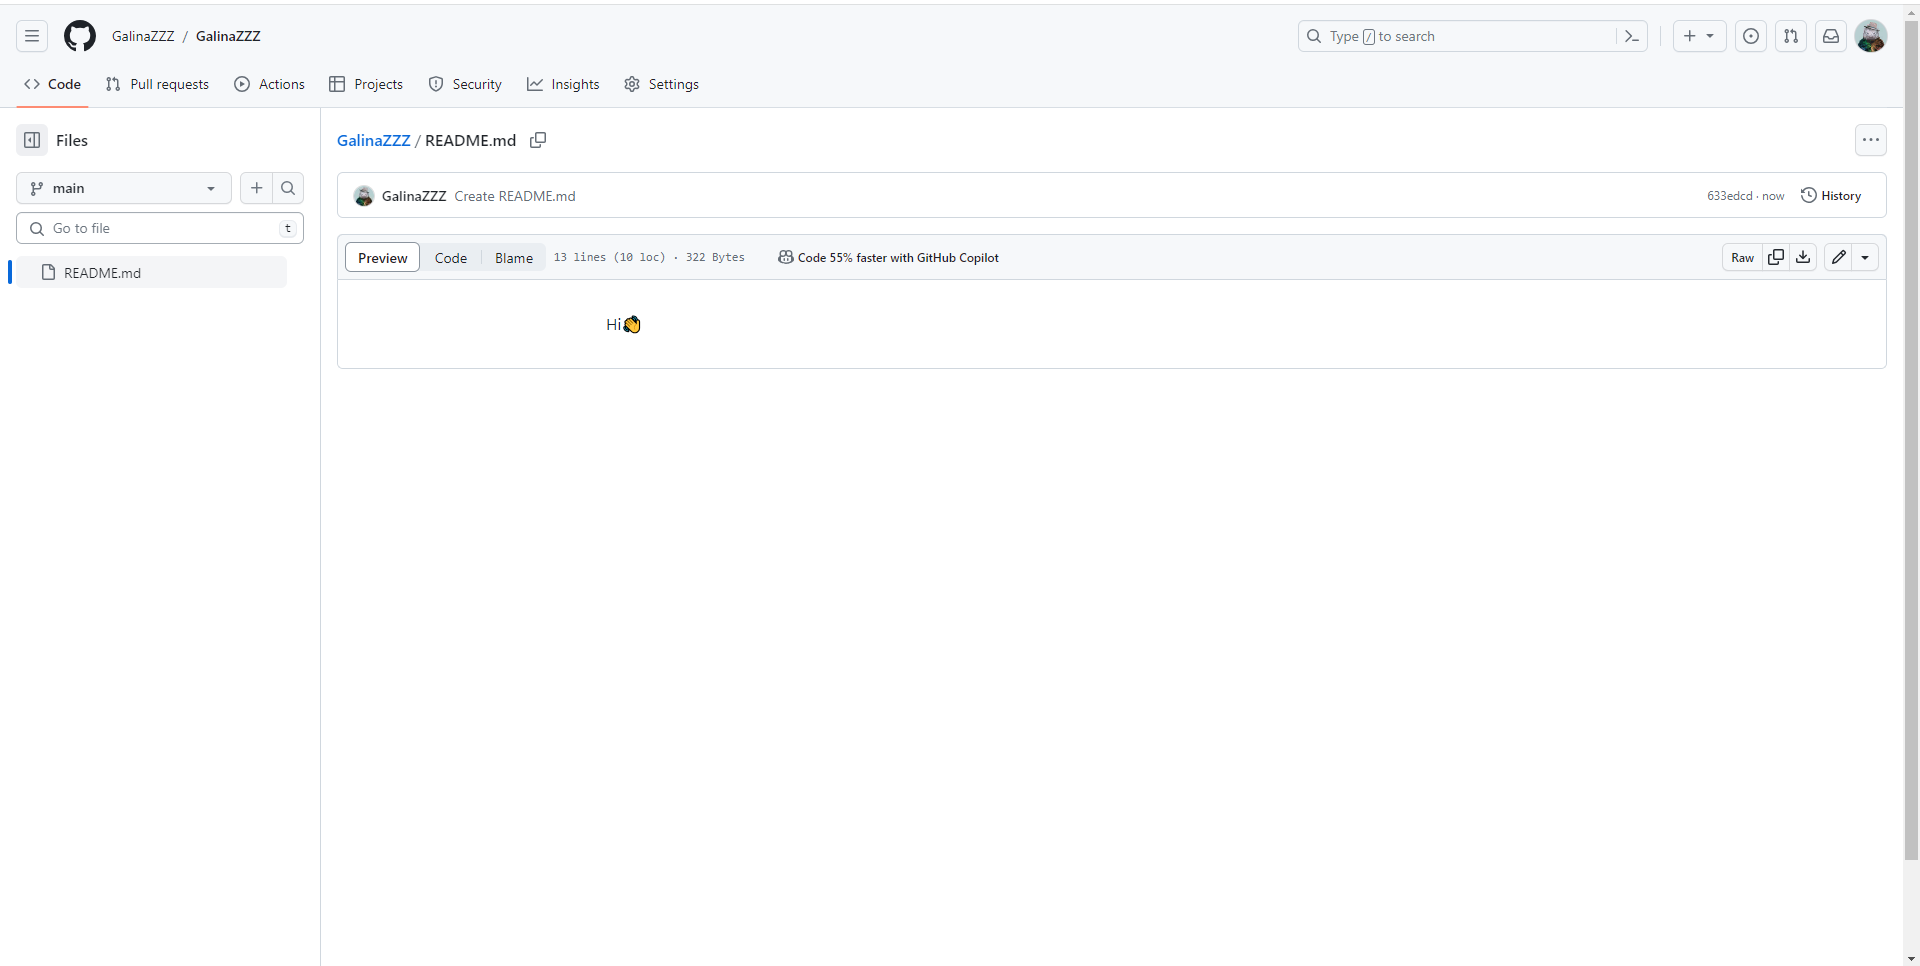 GalinaZZZ / GalinaZZZ
Type / to search
Code Pull requests Actions Projects Security Insights Settings
Files
GalinaZZZ / README.md
main
GalinaZZZ Create README.md
633edcd · now History
Go to file t
Preview Code Blame 13 lines (10 loc) · 322 Bytes Code 55% faster with GitHub Copilot Raw
README.md
Hi👋